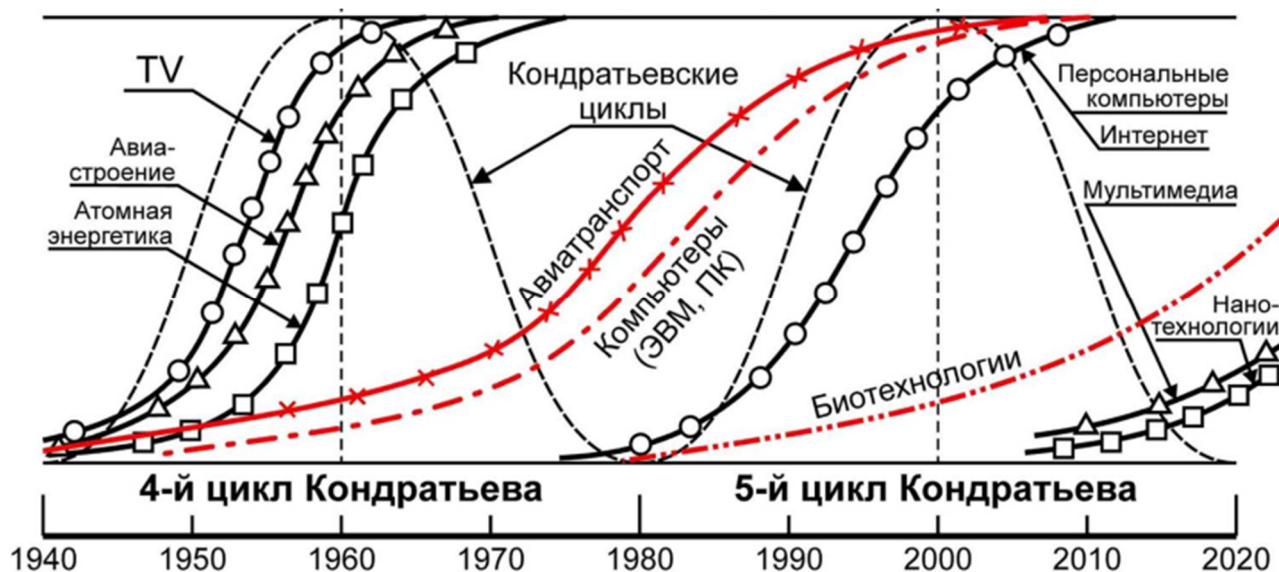 TV
Авиа-
строение
Атомная
энергетика
Кондратьевские
циклы
Авиатранспорт
Компьютеры
(ЭВМ, ПК)
Персональные
компьютеры
Интернет
Мультимедиа
Нано-
технологии
Биотехнологии
4-й цикл Кондратьева
5-й цикл Кондратьева
1940 1950 1960 1970 1980 1990 2000 2010 2020